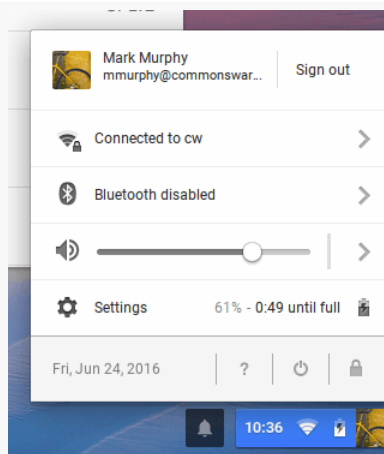 Mark Murphy
mmurphy@commonswar...
Sign out
Connected to cw
Bluetooth disabled
Settings
61% - 0:49 until full
Fri, Jun 24, 2016
?
10:36